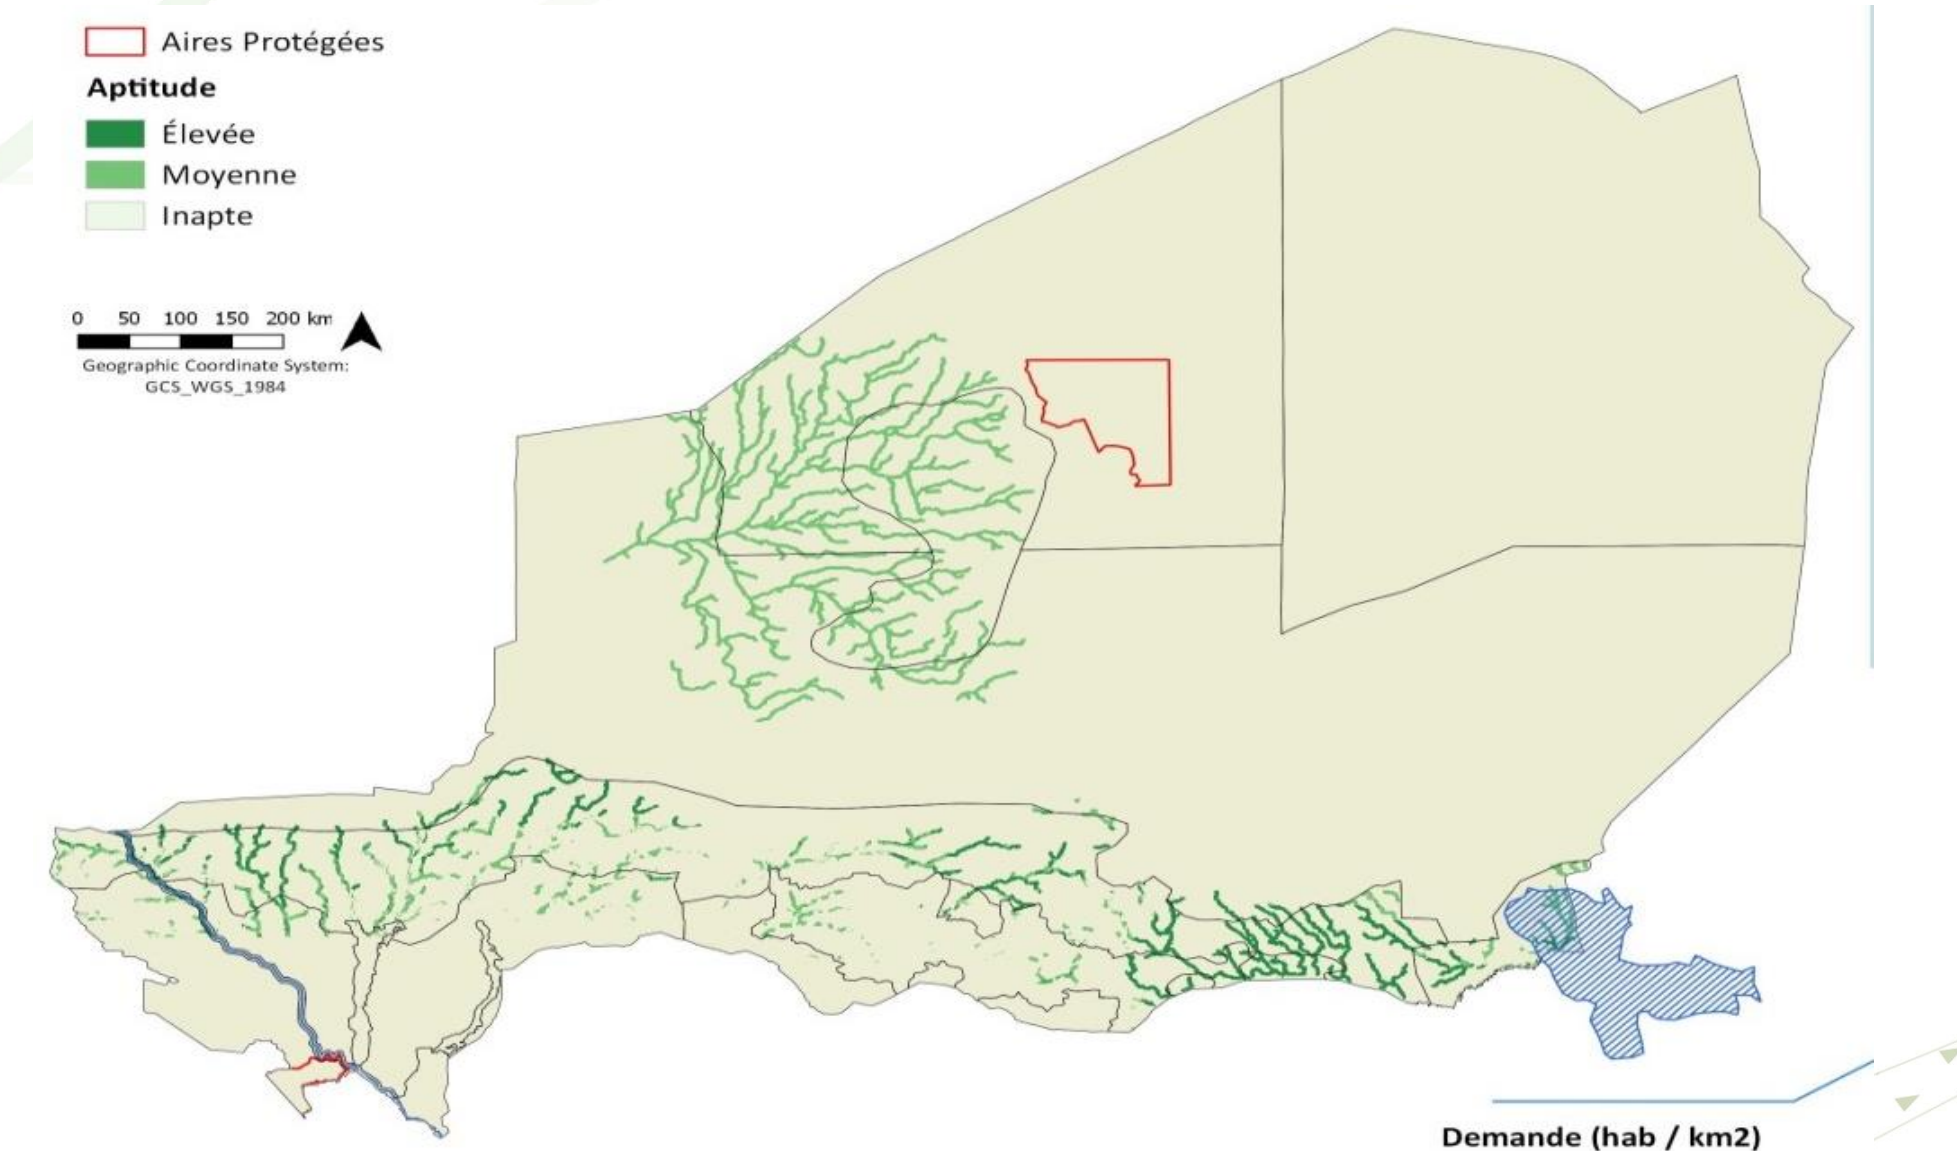 Aires Protégées
Aptitude
Élevée
Moyenne
Inapte
0 50 100 150 200 km
Geographic Coordinate System:
GCS_WGS_1984
Demande (hab / km2)